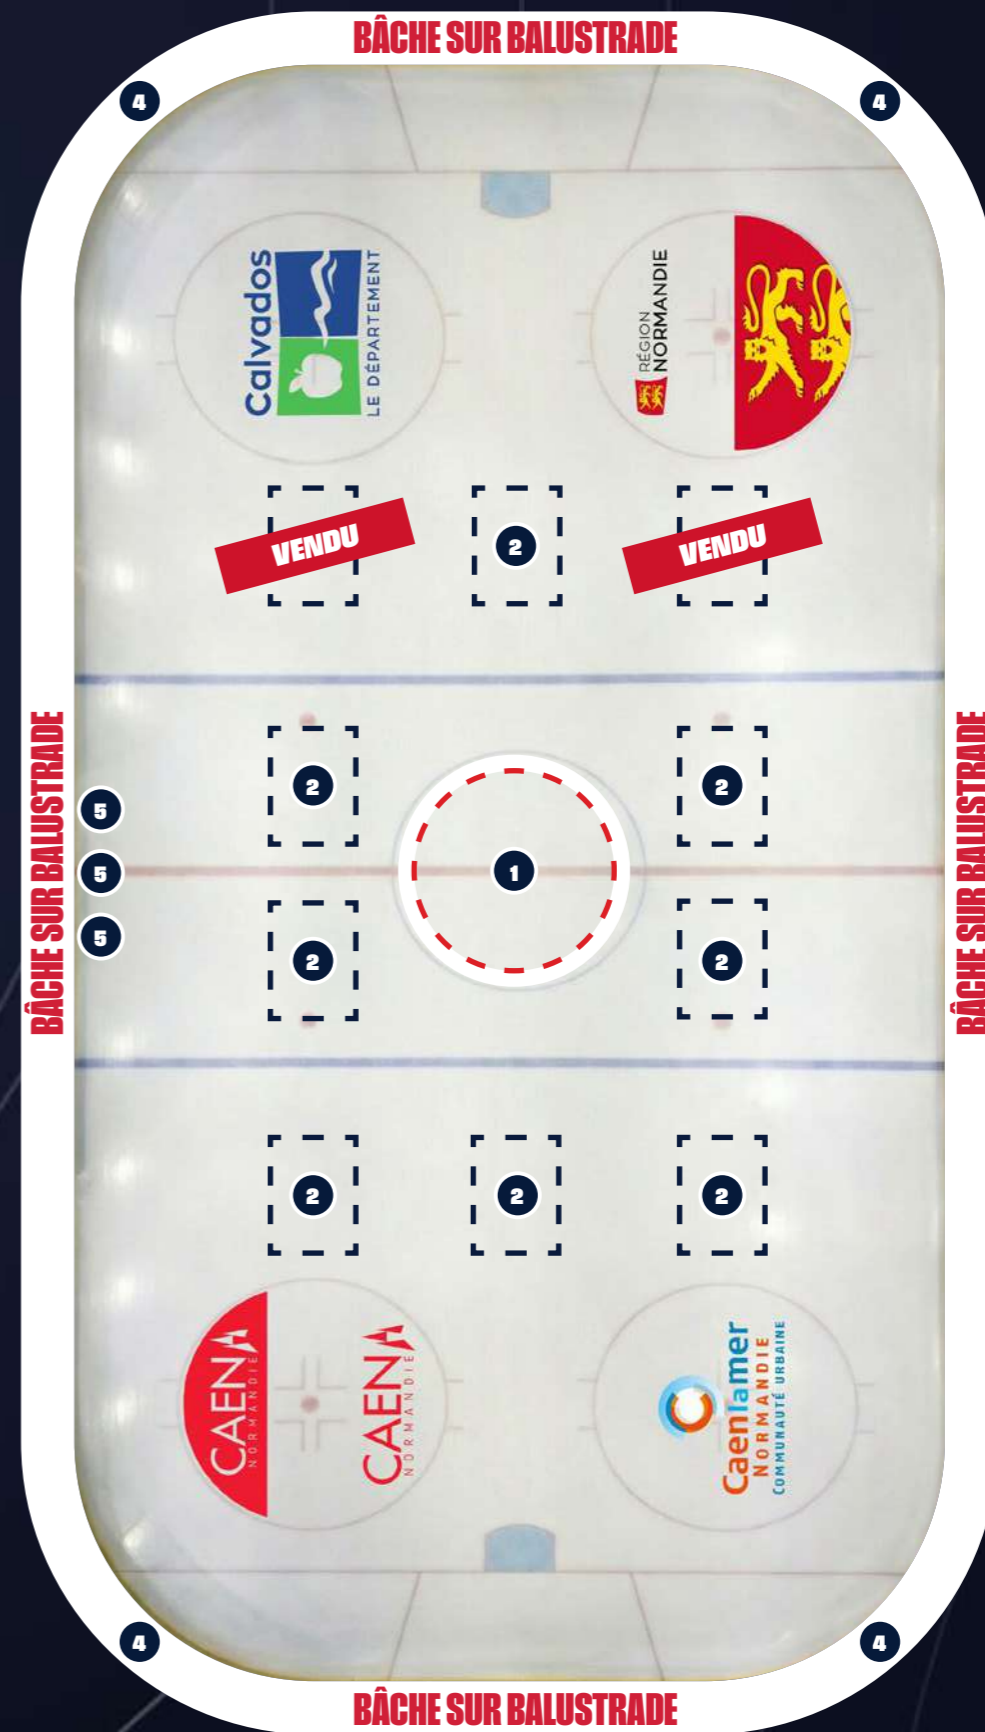 BÂCHE SUR BALUSTRADE
4
4
Calvados
LE DÉPARTEMENT
RÉGION
NORMANDIE
VENDU
2
VENDU
BÂCHE SUR BALUSTRADE
BÂCHE SUR BALUSTRADE
2
2
5
5
1
5
2
2
2
2
2
CAEN
NORMANDIE
CAEN
NORMANDIE
Caenlamer
NORMANDIE
COMMUNAUTÉ URBAINE
4
4
BÂCHE SUR BALUSTRADE